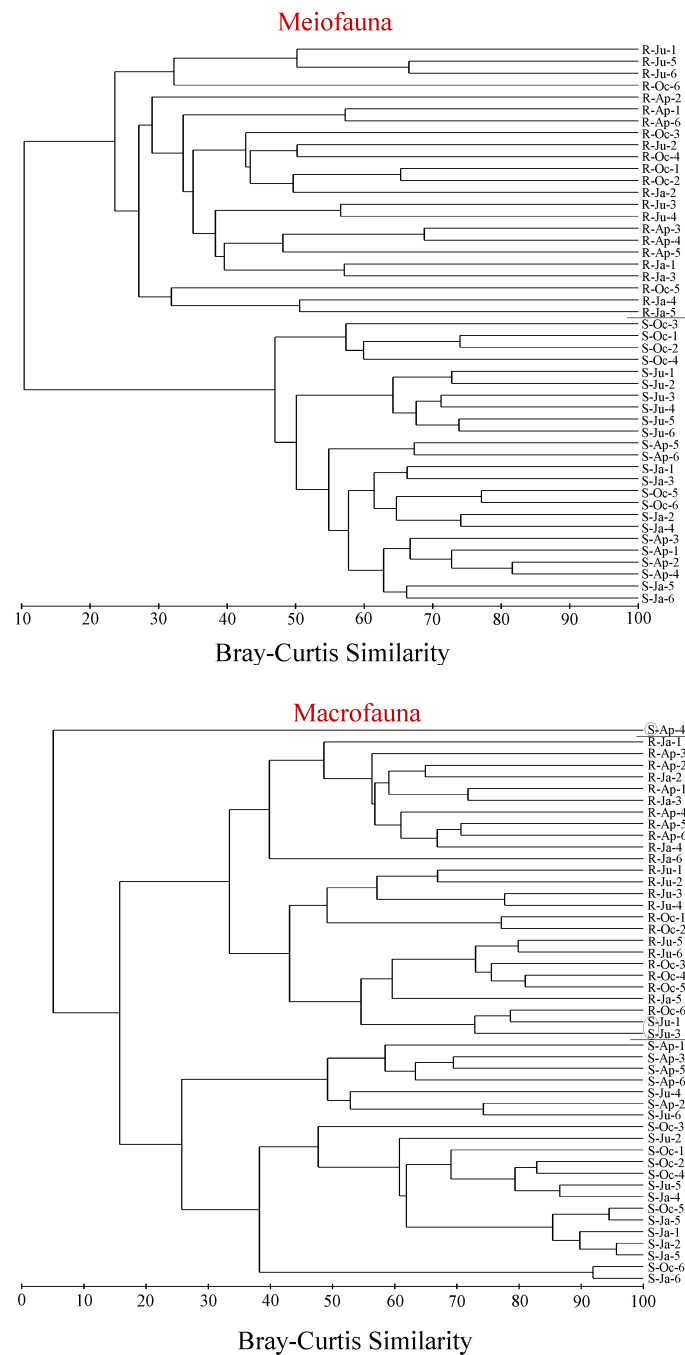 Meiofauna
R-Ju-1
R-Ju-5
R-Ju-6
R-Oc-6
R-Ap-2
R-Ap-1
R-Ap-6
R-Oc-3
R-Ju-2
R-Oc-4
R-Oc-1
R-Oc-2
R-Ja-2
R-Ju-3
R-Ju-4
R-Ap-3
R-Ap-4
R-Ap-5
R-Ja-1
R-Ja-3
R-Oc-5
R-Ja-4
R-Ja-5
S-Oc-3
S-Oc-1
S-Oc-2
S-Oc-4
S-Ju-1
S-Ju-2
S-Ju-3
S-Ju-4
S-Ju-5
S-Ju-6
S-Ap-5
S-Ap-6
S-Ja-1
S-Ja-3
S-Oc-5
S-Oc-6
S-Ja-2
S-Ja-4
S-Ap-3
S-Ap-1
S-Ap-2
S-Ap-4
S-Ja-5
S-Ja-6
10 20 30 40 50 60 70 80 90 100
Bray-Curtis Similarity
Macrofauna
S-Ap-4
R-Ja-1
R-Ap-3
R-Ap-2
R-Ja-2
R-Ap-1
R-Ja-3
R-Ap-4
R-Ap-5
R-Ap-6
R-Ja-4
R-Ja-6
R-Ju-1
R-Ju-2
R-Ju-3
R-Ju-4
R-Oc-1
R-Oc-2
R-Ju-5
R-Ju-6
R-Oc-3
R-Oc-4
R-Oc-5
R-Ja-5
R-Oc-6
S-Ju-1
S-Ju-3
S-Ap-1
S-Ap-3
S-Ap-5
S-Ap-6
S-Ju-4
S-Ap-2
S-Ju-6
S-Oc-3
S-Ju-2
S-Oc-1
S-Oc-2
S-Oc-4
S-Ju-5
S-Ja-4
S-Oc-5
S-Ja-5
S-Ja-1
S-Ja-2
S-Ja-5
S-Oc-6
S-Ja-6
0 10 20 30 40 50 60 70 80 90 100
Bray-Curtis Similarity